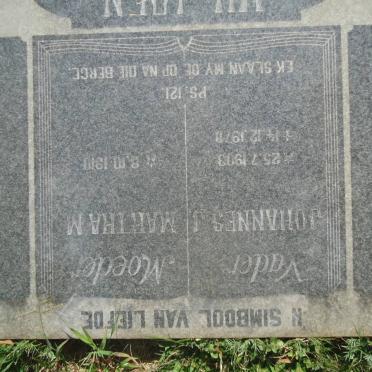 'N SIMBOOL VAN LIEFDE
Vader Moeder
JOHANNES J. MARTHA M.
* 25.7.1903 * 8.10.1910
† 14.12.1978
PS. 121.
EK SLAAN MY OË OP NA DIE BERGE.